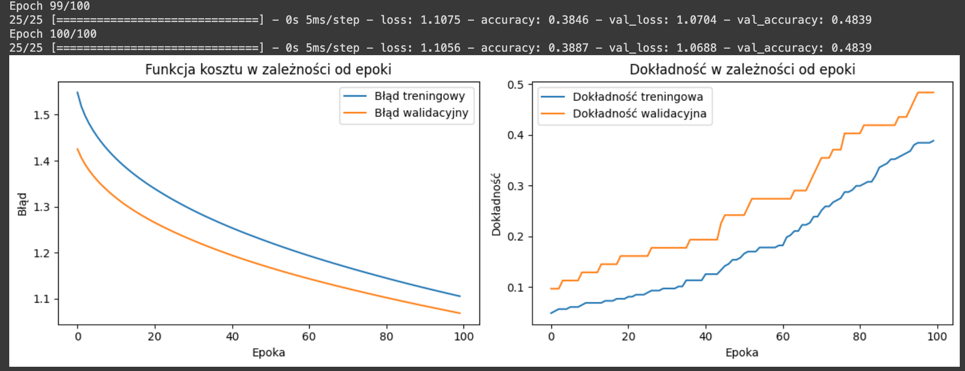 Epoch 99/100
25/25 [==============================] - 0s 5ms/step - loss: 1.1075 - accuracy: 0.3846 - val_loss: 1.0704 - val_accuracy: 0.4839
Epoch 100/100
25/25 [==============================] - 0s 5ms/step - loss: 1.1056 - accuracy: 0.3887 - val_loss: 1.0688 - val_accuracy: 0.4839
Funkcja kosztu w zależności od epoki
Błąd treningowy
Błąd walidacyjny
1.5
1.4
1.3
1.2
1.1
Błąd
0 20 40 60 80 100
Epoka
Dokładność w zależności od epoki
Dokładność treningowa
Dokładność walidacyjna
0.5
0.4
0.3
0.2
0.1
Dokładność
0 20 40 60 80 100
Epoka